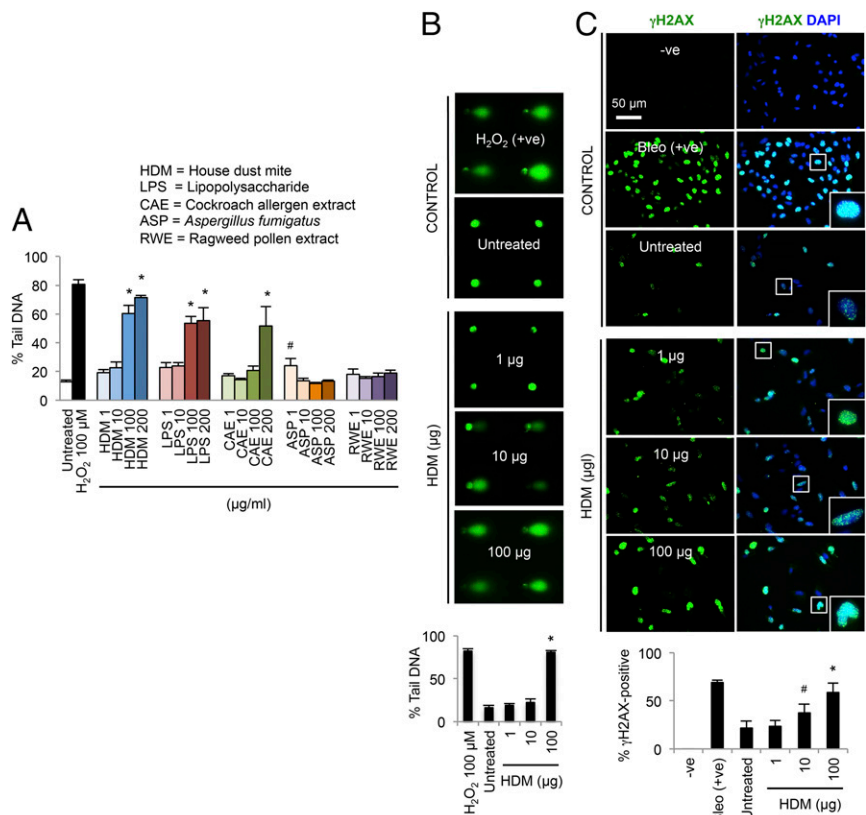 A
HDM = House dust mite
LPS = Lipopolysaccharide
CAE = Cockroach allergen extract
ASP = Aspergillus fumigatus
RWE = Ragweed pollen extract
% Tail DNA
100
80
60
40
20
0
* * * * * #
Untreated
H₂O₂ 100 µM
HDM 1
HDM 10
HDM 100
HDM 200
LPS 1
LPS 10
LPS 100
LPS 200
CAE 1
CAE 10
CAE 100
CAE 200
ASP 1
ASP 10
ASP 100
ASP 200
RWE 1
RWE 10
RWE 100
RWE 200
(µg/ml)
B
CONTROL
H₂O₂ (+ve)
Untreated
HDM (µg)
1 µg
10 µg
100 µg
% Tail DNA
100
50
0
*
H₂O₂ 100 µM
Untreated
1
10
100
HDM (µg)
C
γH2AX
γH2AX DAPI
CONTROL
-ve
50 µm
Bleo (+ve)
Untreated
HDM (µgl)
1 µg
10 µg
100 µg
% γH2AX-positive
100
50
0
# *
-ve
Bleo (+ve)
Untreated
1
10
100
HDM (µg)